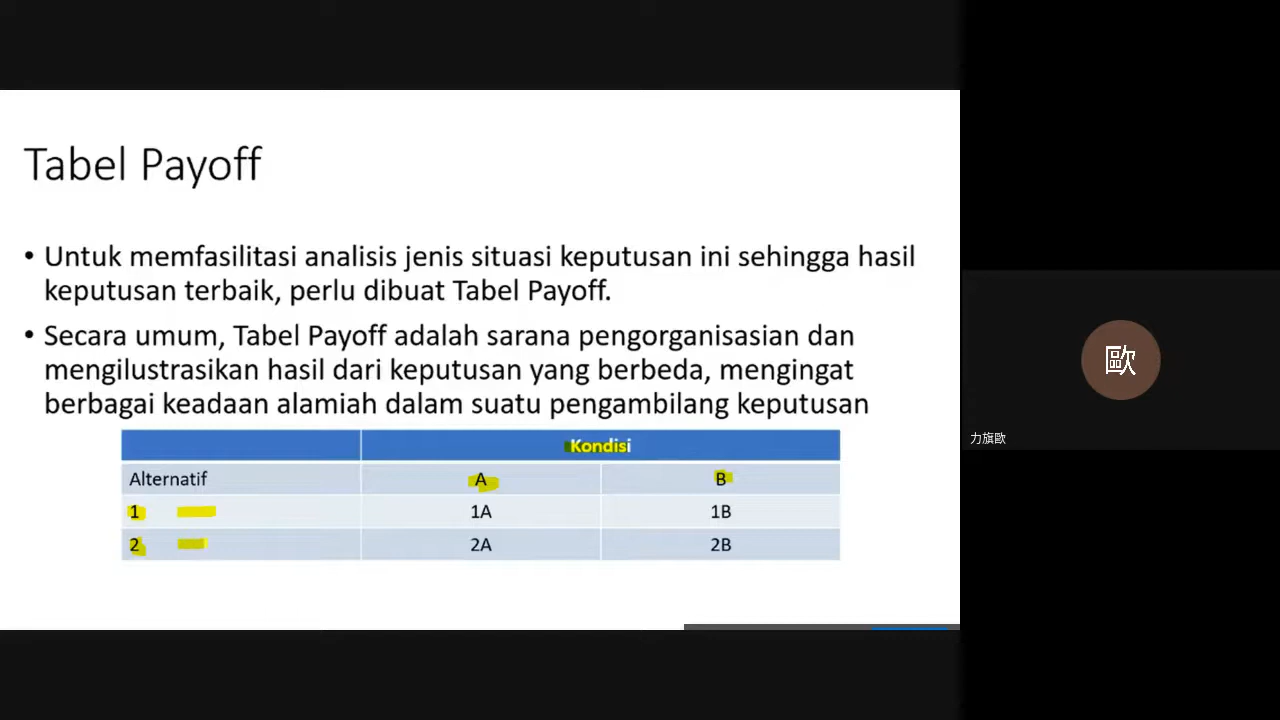 Tabel Payoff
• Untuk memfasilitasi analisis jenis situasi keputusan ini sehingga hasil
keputusan terbaik, perlu dibuat Tabel Payoff.
• Secara umum, Tabel Payoff adalah sarana pengorganisasian dan
mengilustrasikan hasil dari keputusan yang berbeda, mengingat
berbagai keadaan alamiah dalam suatu pengambilang keputusan
Kondisi
Alternatif A B
1 1A 1B
2 2A 2B
歐
力旗歐